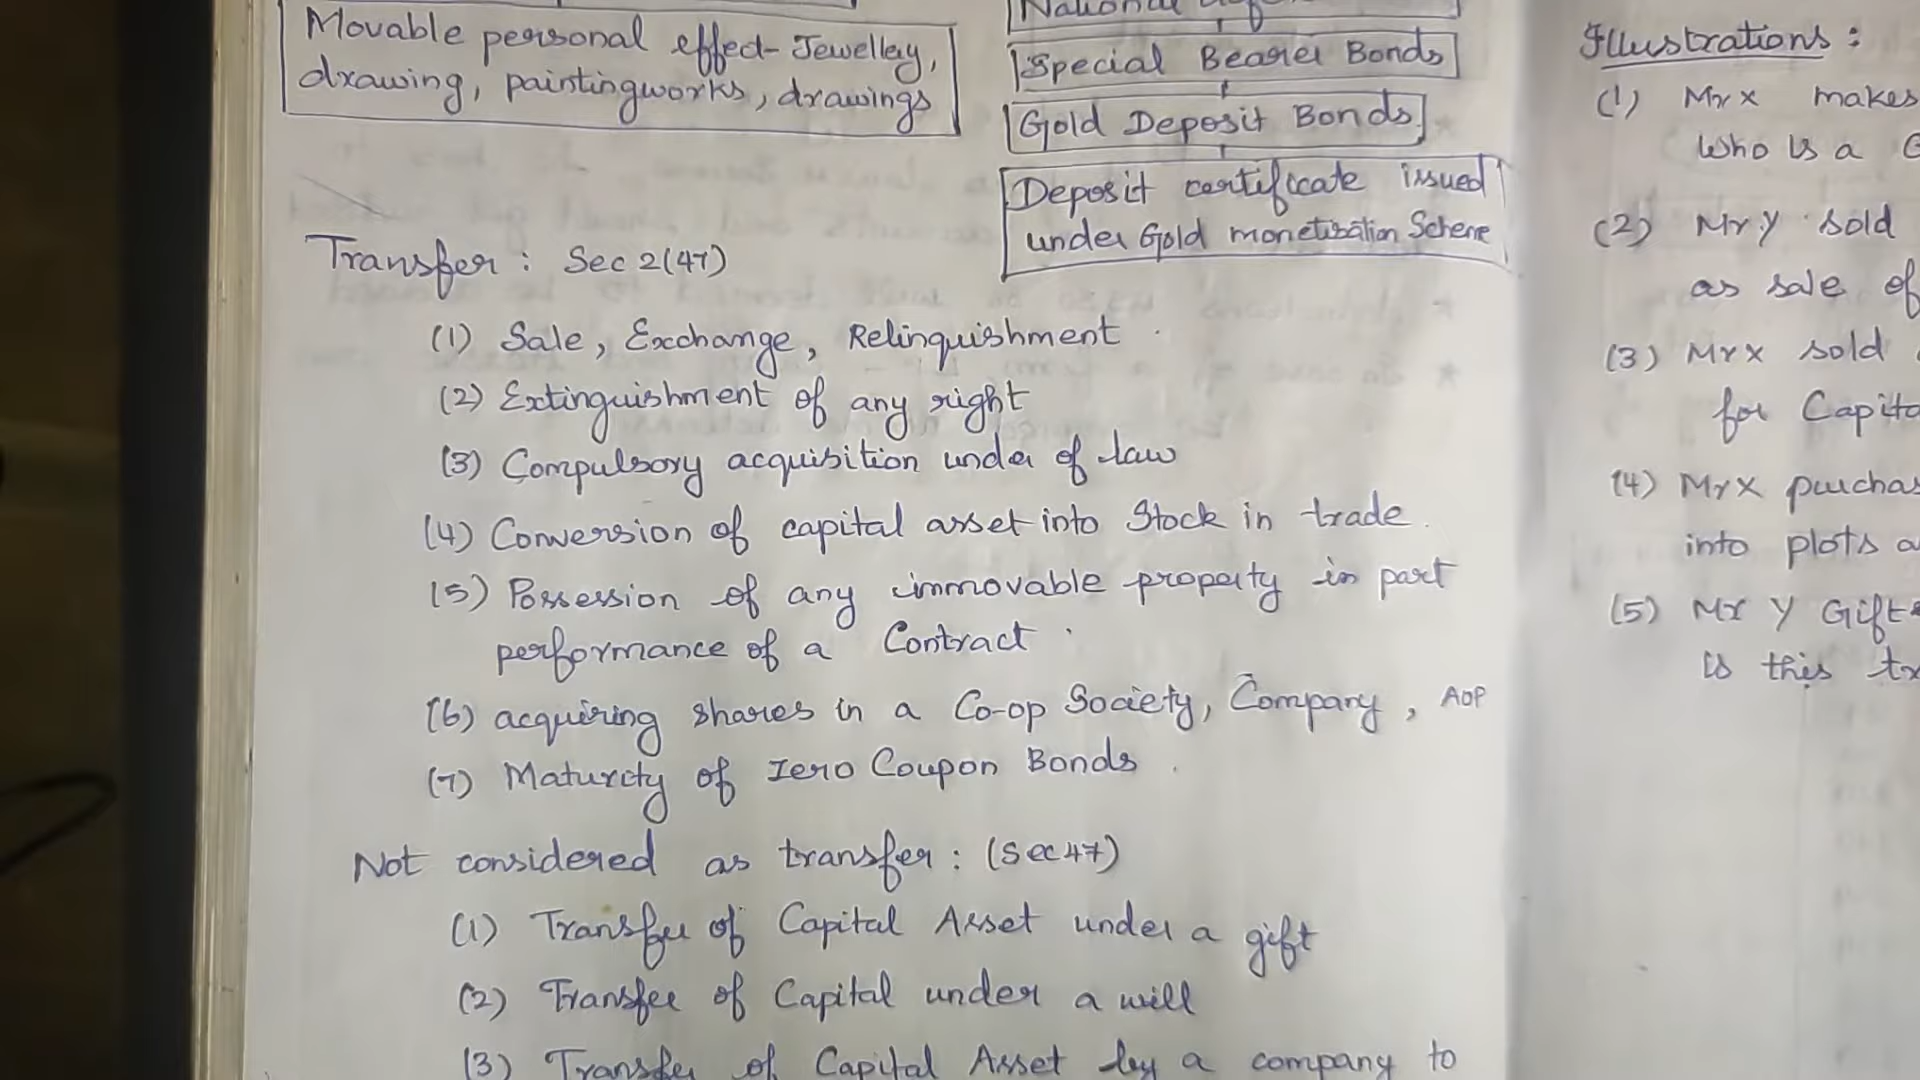 Movable personal effect- Jewellery,
drawing, paintingworks, drawings
National
Special Bearer Bonds
Gold Deposit Bonds
Deposit certificate issued
under Gold monetisation Scheme
Transfer : Sec 2(47)
(1) Sale, Exchange, Relinquishment
(2) Extinguishment of any right
(3) Compulsory acquisition under of law
(4) Conversion of capital asset into Stock in trade.
(5) Possession of any immovable property in part
performance of a Contract.
(6) acquiring shares in a Co-op Society, Company, AOP
(7) Maturity of Zero Coupon Bonds.
Not considered as transfer : (Sec 47)
(1) Transfer of Capital Asset under a gift
(2) Transfer of Capital under a will
(3) Transfer of Capital Asset by a company to
Illustrations :
(1) Mr X makes
who is a
(2) Mr Y sold
as sale of
(3) Mr X sold
for
(4) Mr X
into plots
(5) Mr Y
is this